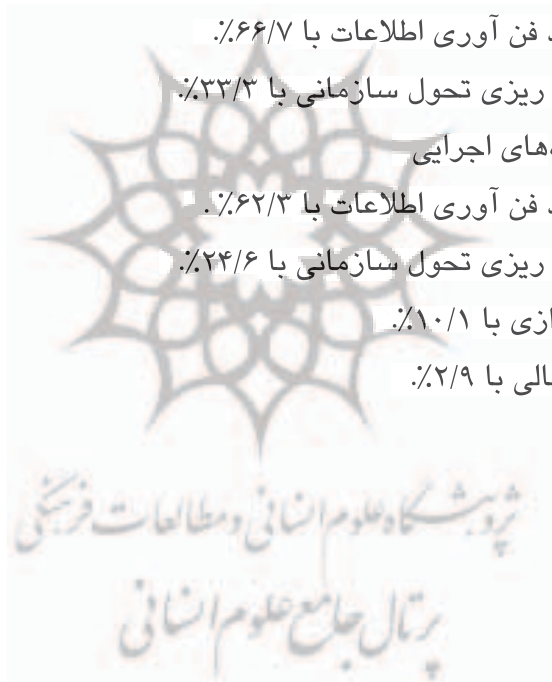 فن آوری اطلاعات با ۶۶/۷٪.
ریزی تحول سازمانی با ۳۳/۳٪.
های اجرایی
فن آوری اطلاعات با ۶۲/۳٪.
ریزی تحول سازمانی با ۲۴/۶٪.
ازی با ۱۰/۱٪.
الی با ۲/۹٪.
پژوهشگاه علوم انسانی و مطالعات فرهنگی
پرتال جامع علوم انسانی